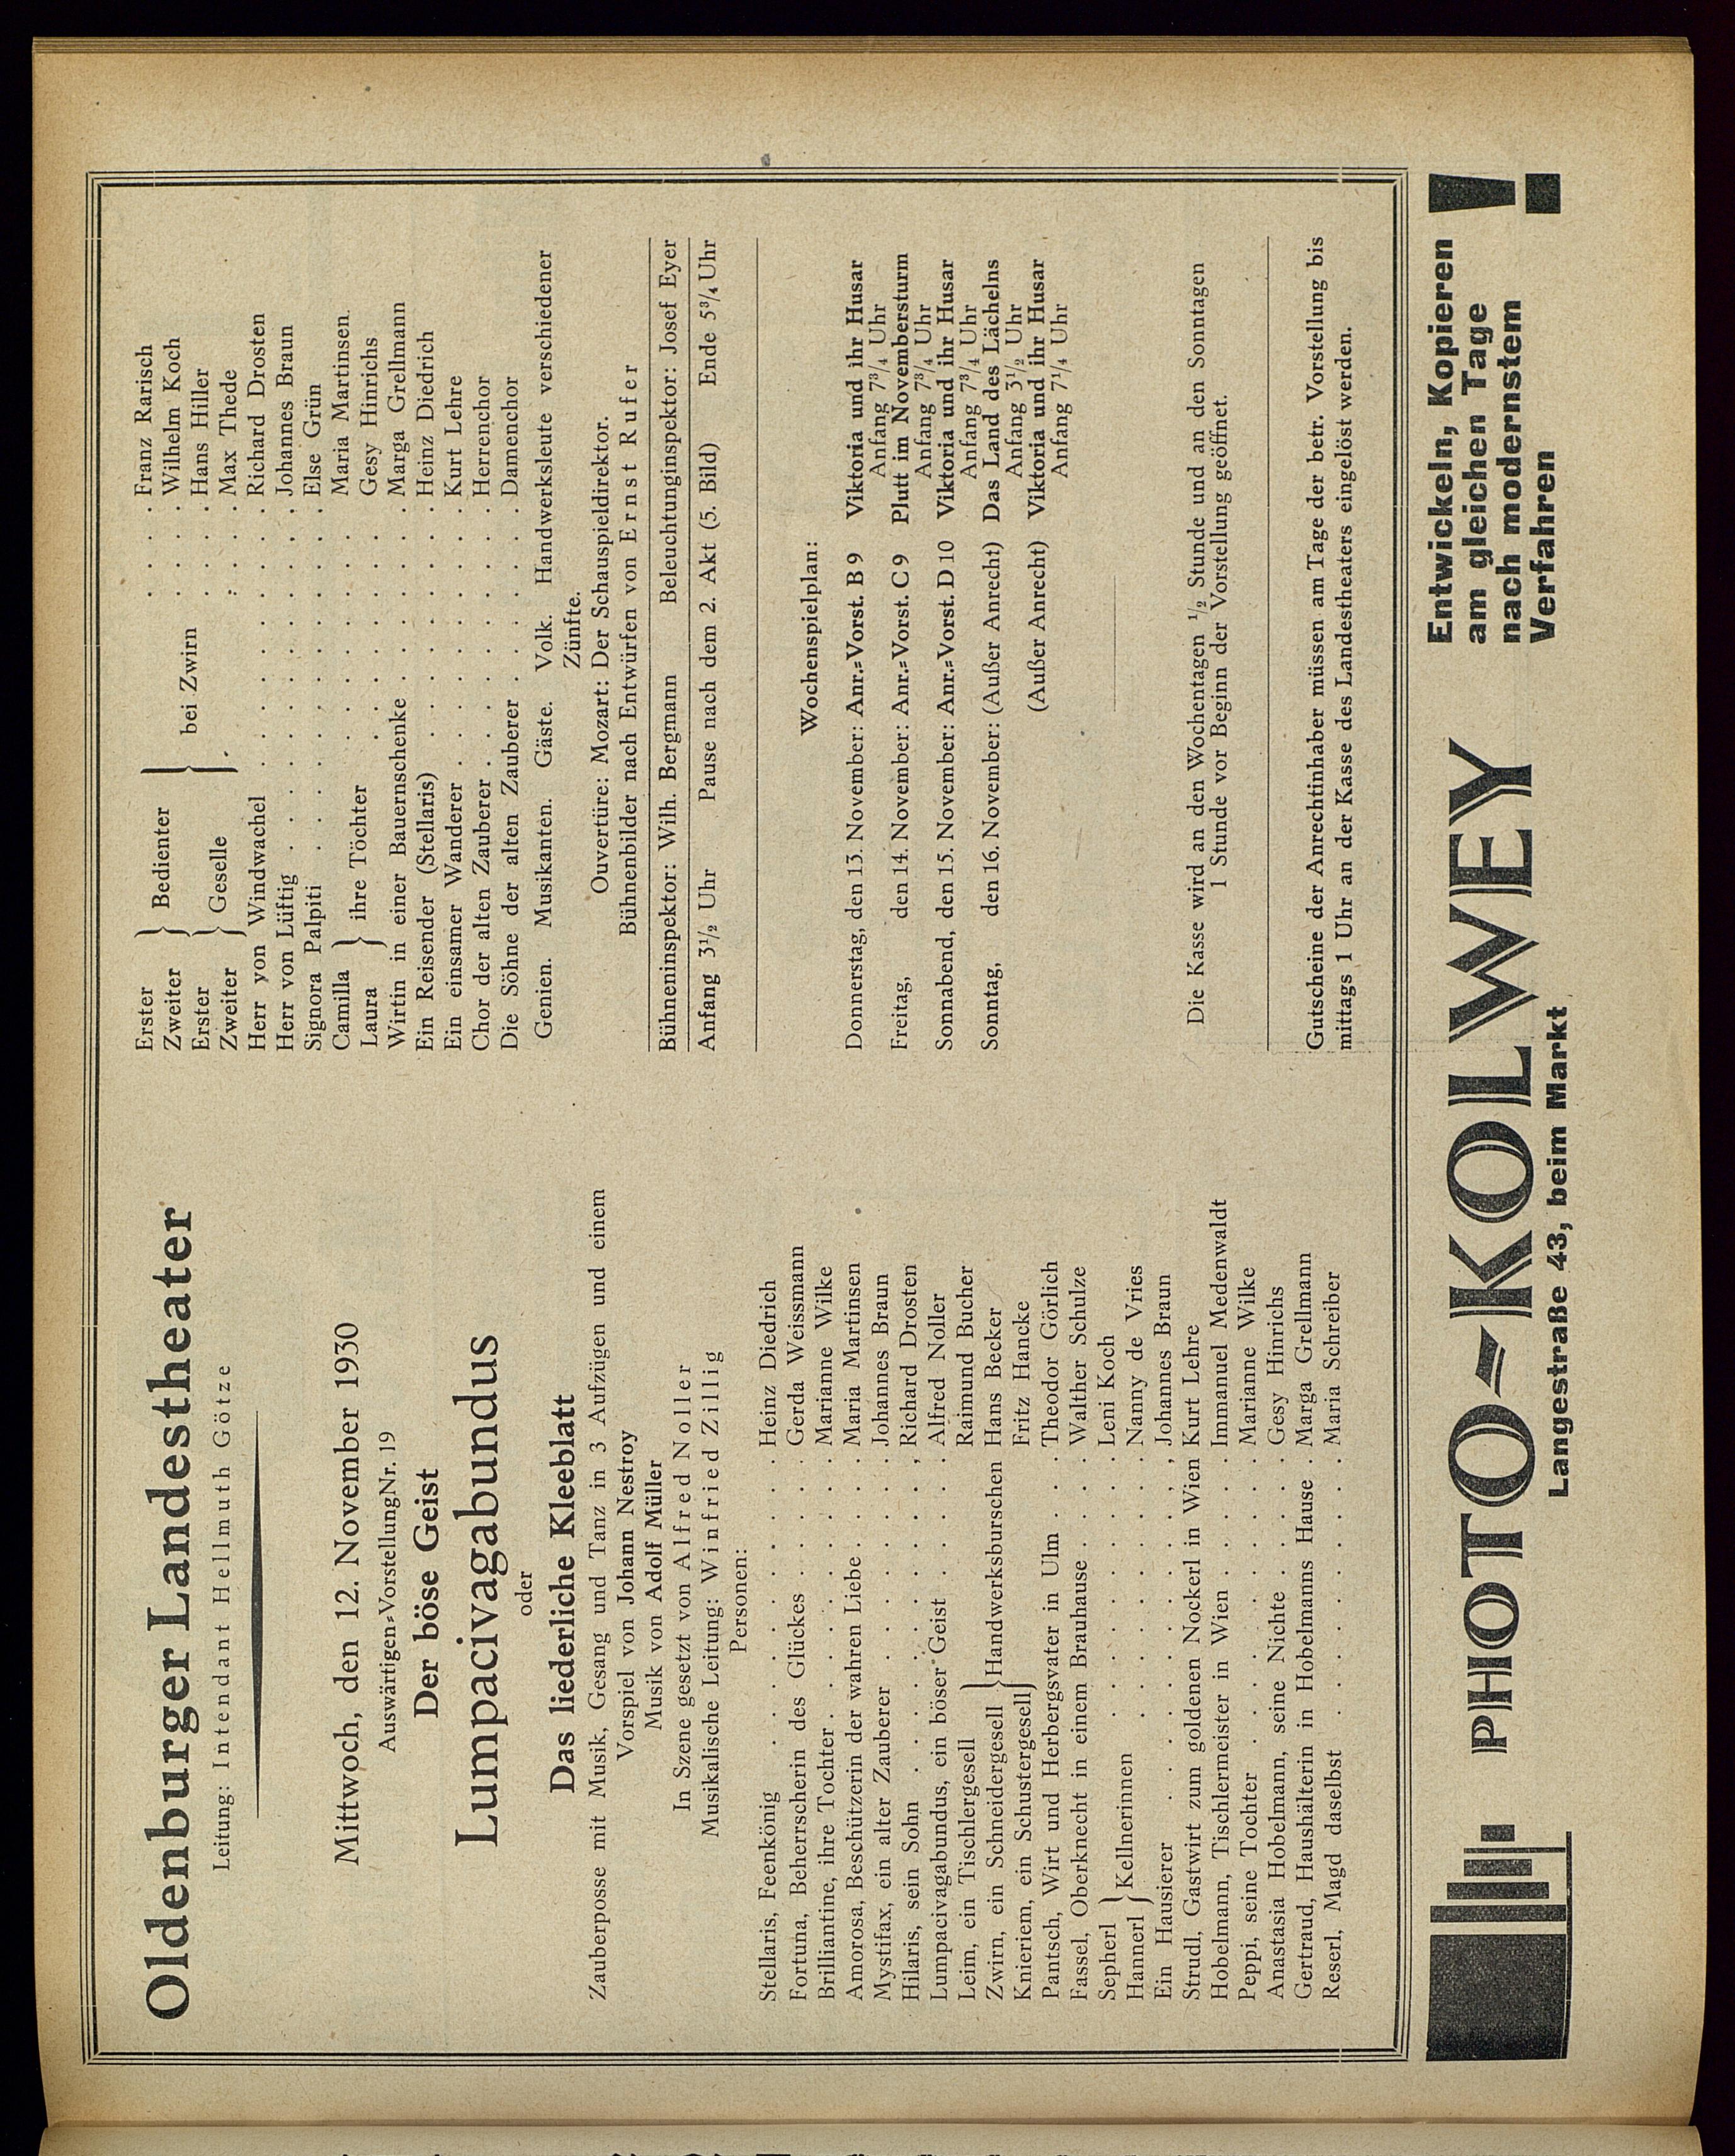 Oldenburger Landestheater
Leitung: Intendant Hellmuth Götze
Mittwoch, den 12. November 1930
Auswärtigen-Vorstellung Nr. 19
Der böse Geist
Lumpacivagabundus
oder
Das liederliche Kleeblatt
Zauberposse mit Musik, Gesang und Tanz in 3 Aufzügen und einem
Vorspiel von Johann Nestroy
Musik von Adolf Müller
In Szene gesetzt von Alfred Noller
Musikalische Leitung: Winfried Zillig
Personen:
Stellaris, Feenkönig . . . . . . . . . Heinz Diedrich
Fortuna, Beherrscherin des Glückes . . . . . Gerda Weissmann
Brilliantine, ihre Tochter . . . . . . . . Marianne Wilke
Amorosa, Beschützerin der wahren Liebe . . . . Maria Martinsen
Mystifax, ein alter Zauberer . . . . . . . Johannes Braun
Hilaris, sein Sohn . . . . . . . . . , Richard Drosten
Lumpacivagabundus, ein böser Geist . . . . . Alfred Noller
Leim, ein Tischlergesell } Raimund Bucher
Zwirn, ein Schneidergesell } Handwerksburschen Hans Becker
Knieriem, ein Schustergesell } Fritz Hancke
Pantsch, Wirt und Herbergsvater in Ulm . . . . Theodor Görlich
Fassel, Oberknecht in einem Brauhause . . . . Walther Schulze
Sepherl } . . . . . . . Leni Koch
Hannerl } Kellnerinnen . . . . . . . Nanny de Vries
Ein Hausierer . . . . . . . . . , Johannes Braun
Strudl, Gastwirt zum goldenen Nockerl in Wien Kurt Lehre
Hobelmann, Tischlermeister in Wien . . . . . Immanuel Medenwaldt
Peppi, seine Tochter . . . . . . . . Marianne Wilke
Anastasia Hobelmann, seine Nichte . . . . . Gesy Hinrichs
Gertraud, Haushälterin in Hobelmanns Hause . Marga Grellmann
Reserl, Magd daselbst . . . . . . . . Maria Schreiber
Erster } Bedienter } . . . . Franz Rarisch
Zweiter } bei Zwirn . . . . Wilhelm Koch
Erstra } Geselle . . . . Hans Hiller
Zweiter } . . . . Max Thede
Herr von Windwachel . . . . . . . . . Richard Drosten
Herr von Lüftig . . . . . . . . . . Johannes Braun
Signora Palpiti . . . . . . . . . . Else Grün
Camilla } ihre Töchter . . . . . . . Maria Martinsen.
Laura } . . . . . . . Gesy Hinrichs
Wirtin in einer Bauernschenke . . . . . . . Marga Grellmann
Ein Reisender (Stellaris) . . . . . . . . Heinz Diedrich
Ein einsamer Wanderer . . . . . . . . . Kurt Lehre
Chor der alten Zauberer . . . . . . . . . Herrenchor
Die Söhne der alten Zauberer . . . . . . . Damenchor
Genien. Musikanten. Gäste. Volk. Handwerksleute verschiedener
Zünfte.
Ouvertüre: Mozart: Der Schauspieldirektor.
Bühnenbilder nach Entwürfen von Ernst Rufer
Bühneninspektor: Wilh. Bergmann Beleuchtunginspektor: Josef Eyer
Anfang 3½ Uhr Pause nach dem 2. Akt (5. Bild) Ende 5¾ Uhr
Wochenspielplan:
Donnerstag, den 13. November: Anr.-Vorst. B 9 Viktoria und ihr Husar
Anfang 7¾ Uhr
Freitag, den 14. November: Anr.-Vorst. C 9 Plutt im Novembersturm
Anfang 7¾ Uhr
Sonnabend, den 15. November: Anr.-Vorst. D 10 Viktoria und ihr Husar
Anfang 7¾ Uhr
Sonntag, den 16. November: (Außer Anrecht) Das Land des Lächelns
Anfang 3½ Uhr
(Außer Anrecht) Viktoria und ihr Husar
Anfang 7¼ Uhr
Die Kasse wird an den Wochentagen ½ Stunde und an den Sonntagen
1 Stunde vor Beginn der Vorstellung geöffnet.
Gutscheine der Anrechtinhaber müssen am Tage der betr. Vorstellung bis
mittags 1 Uhr an der Kasse des Landestheaters eingelöst werden.
PHOTO-KOLWEY
Langestraße 43, beim Markt
Entwickeln, Kopieren
am gleichen Tage
nach modernstem
Verfahren
!